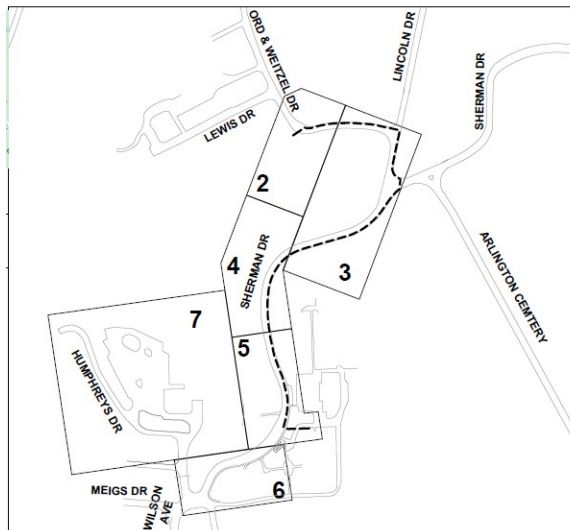 ORD & WEITZEL DR
LINCOLN DR
SHERMAN DR
LEWIS DR
2
4
SHERMAN DR
3
ARLINGTON CEMTERY
7
5
HUMPHREYS DR
MEIGS DR
WILSON AVE
6